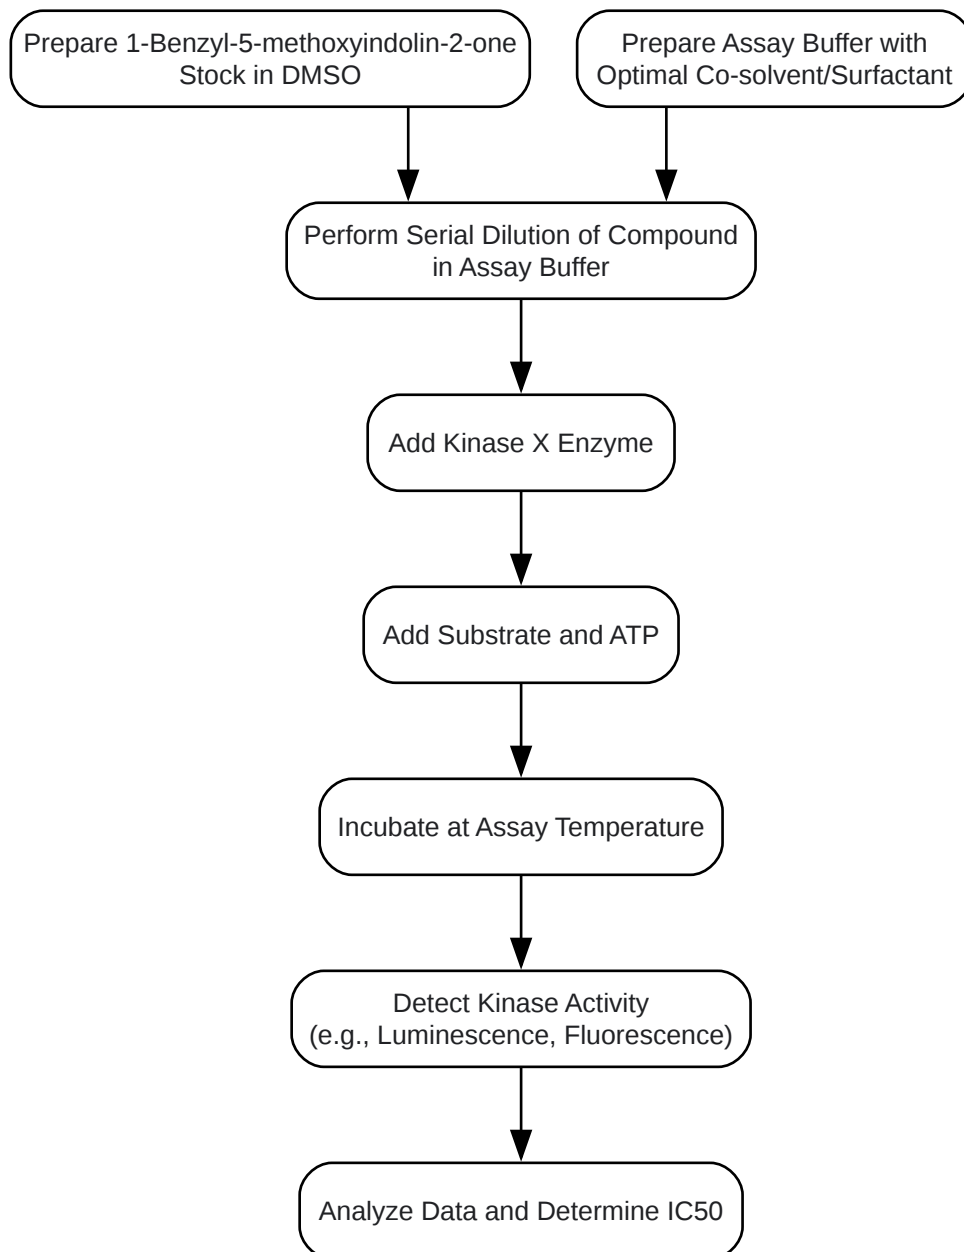 Prepare 1-Benzyl-5-methoxyindolin-2-one
Stock in DMSO
Prepare Assay Buffer with
Optimal Co-solvent/Surfactant
Perform Serial Dilution of Compound
in Assay Buffer
Add Kinase X Enzyme
Add Substrate and ATP
Incubate at Assay Temperature
Detect Kinase Activity
(e.g., Luminescence, Fluorescence)
Analyze Data and Determine IC50